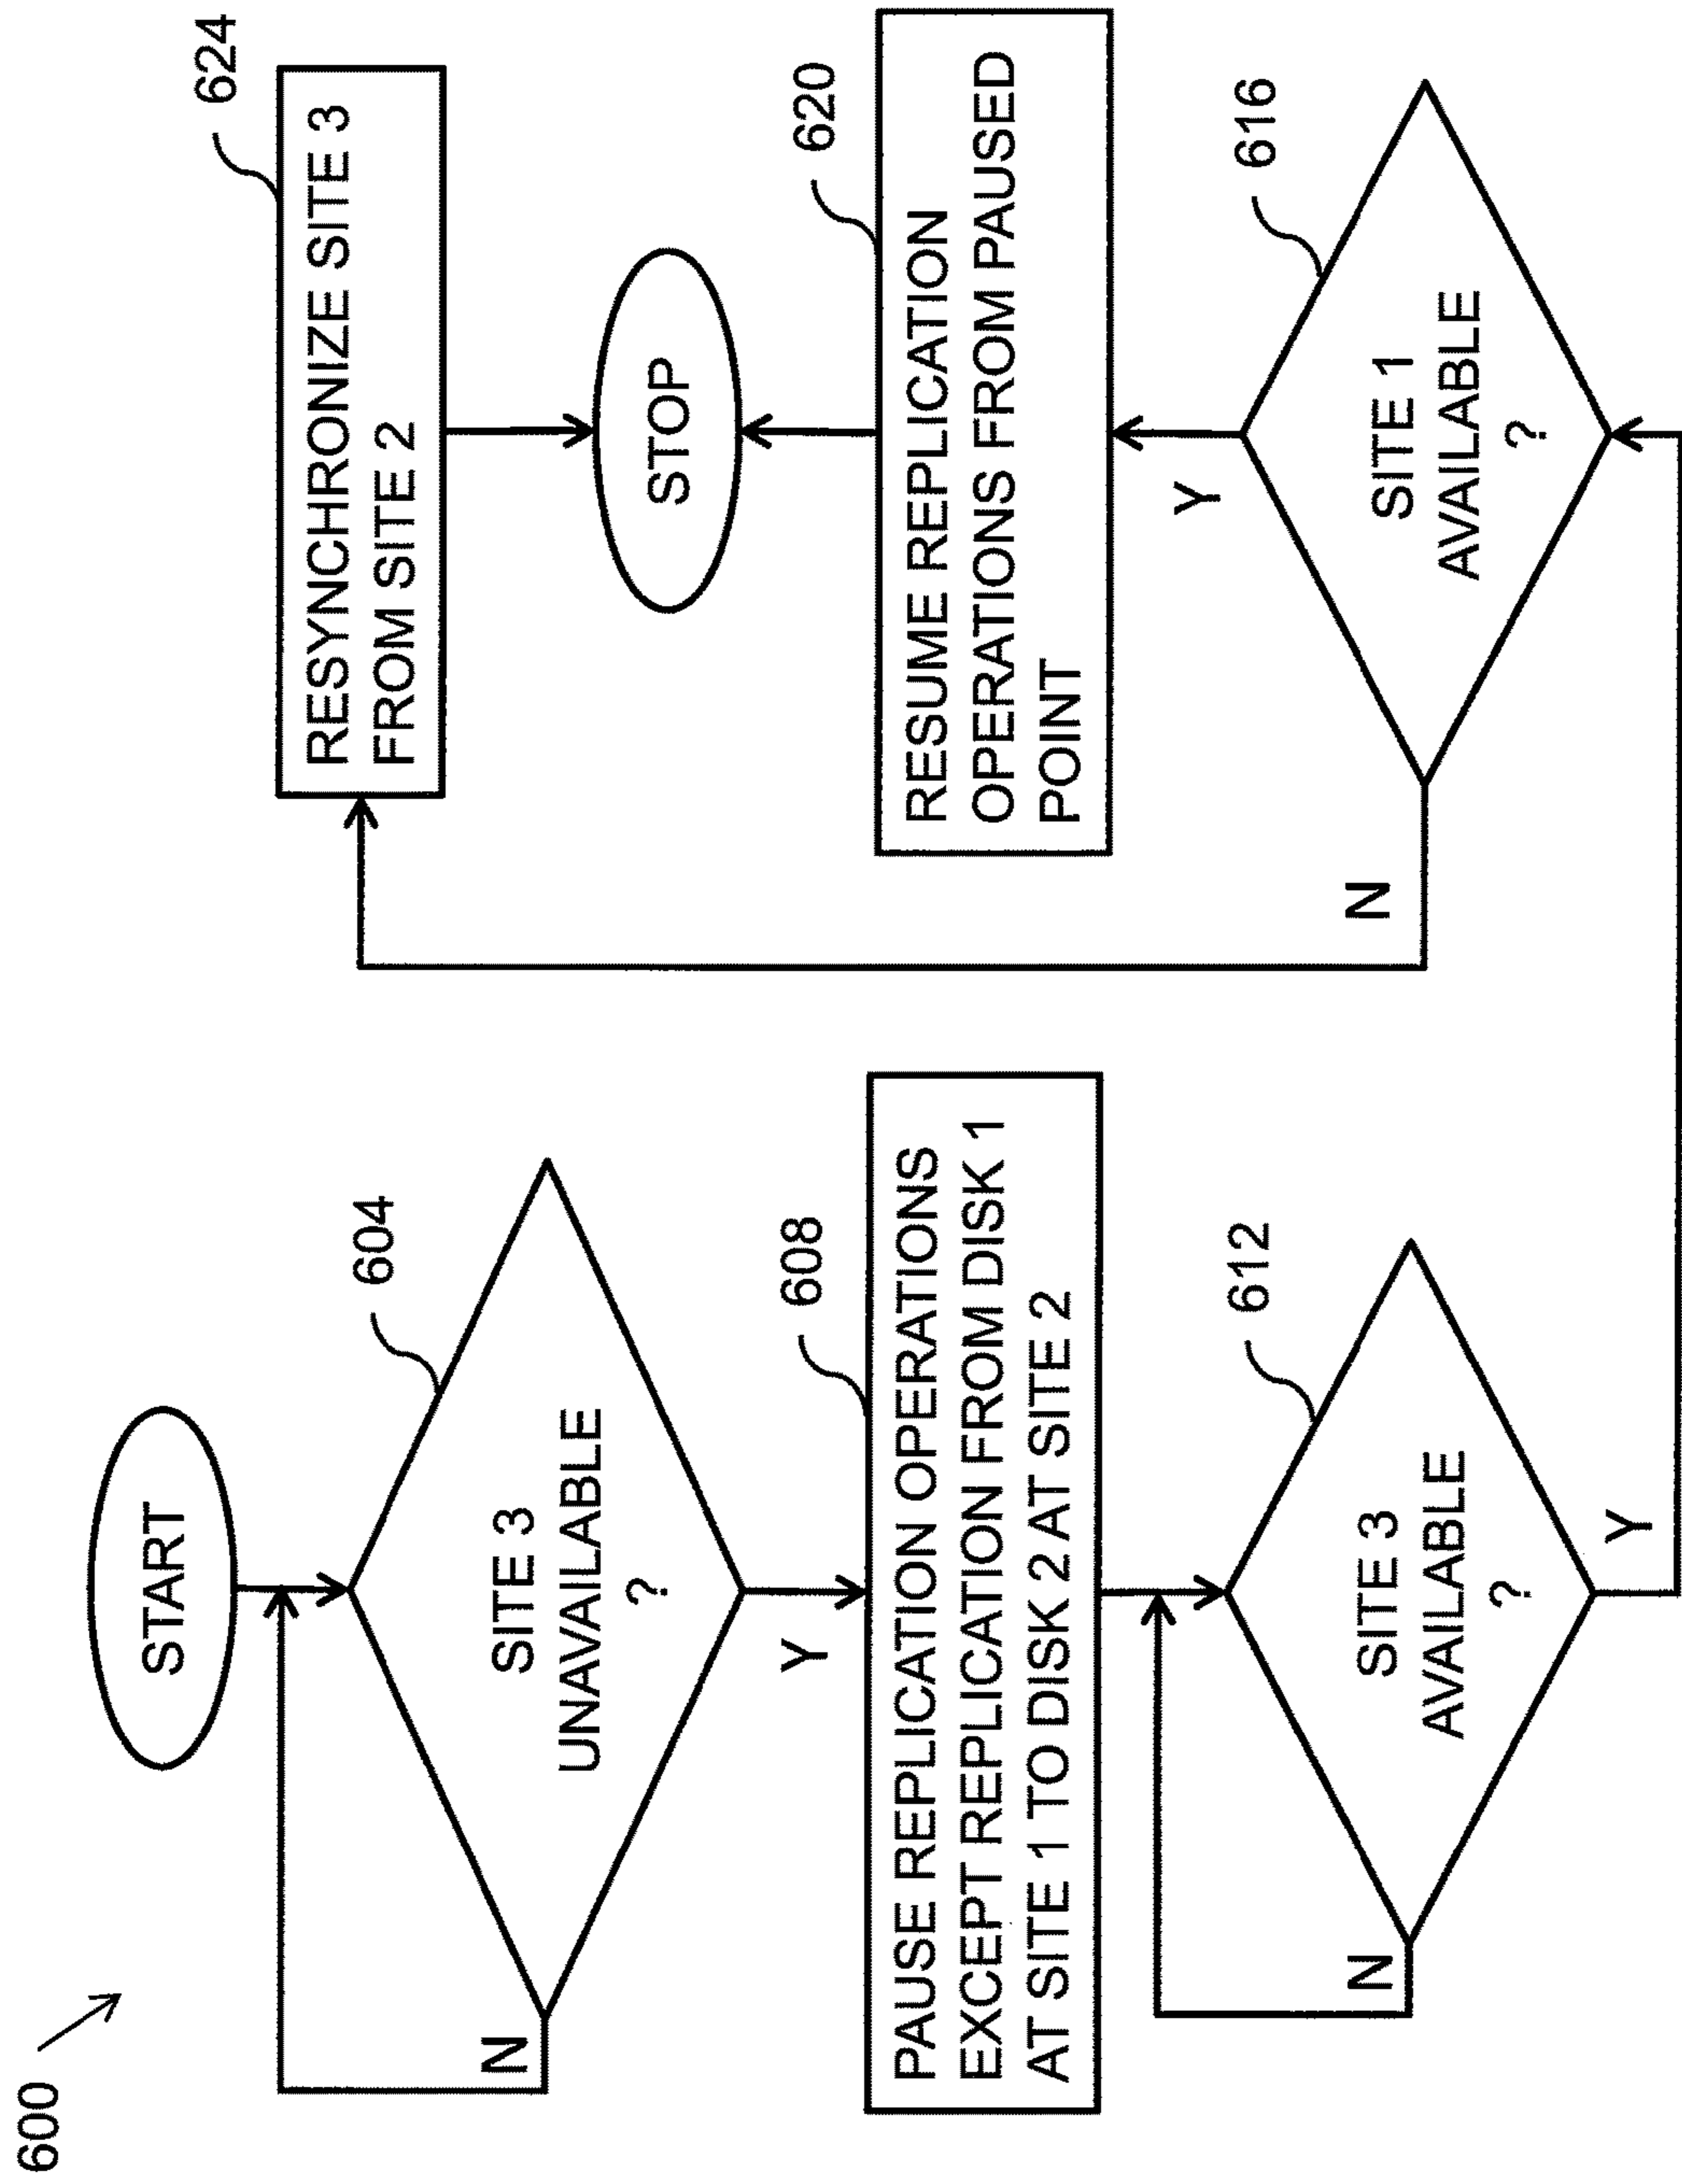 600
START
604
SITE 3
UNAVAILABLE
?
N
Y
608
PAUSE REPLICATION OPERATIONS
EXCEPT REPLICATION FROM DISK 1
AT SITE 1 TO DISK 2 AT SITE 2
612
SITE 3
AVAILABLE
?
N
Y
616
SITE 1
AVAILABLE
?
N
Y
620
RESUME REPLICATION
OPERATIONS FROM PAUSED
POINT
624
RESYNCHRONIZE SITE 3
FROM SITE 2
STOP